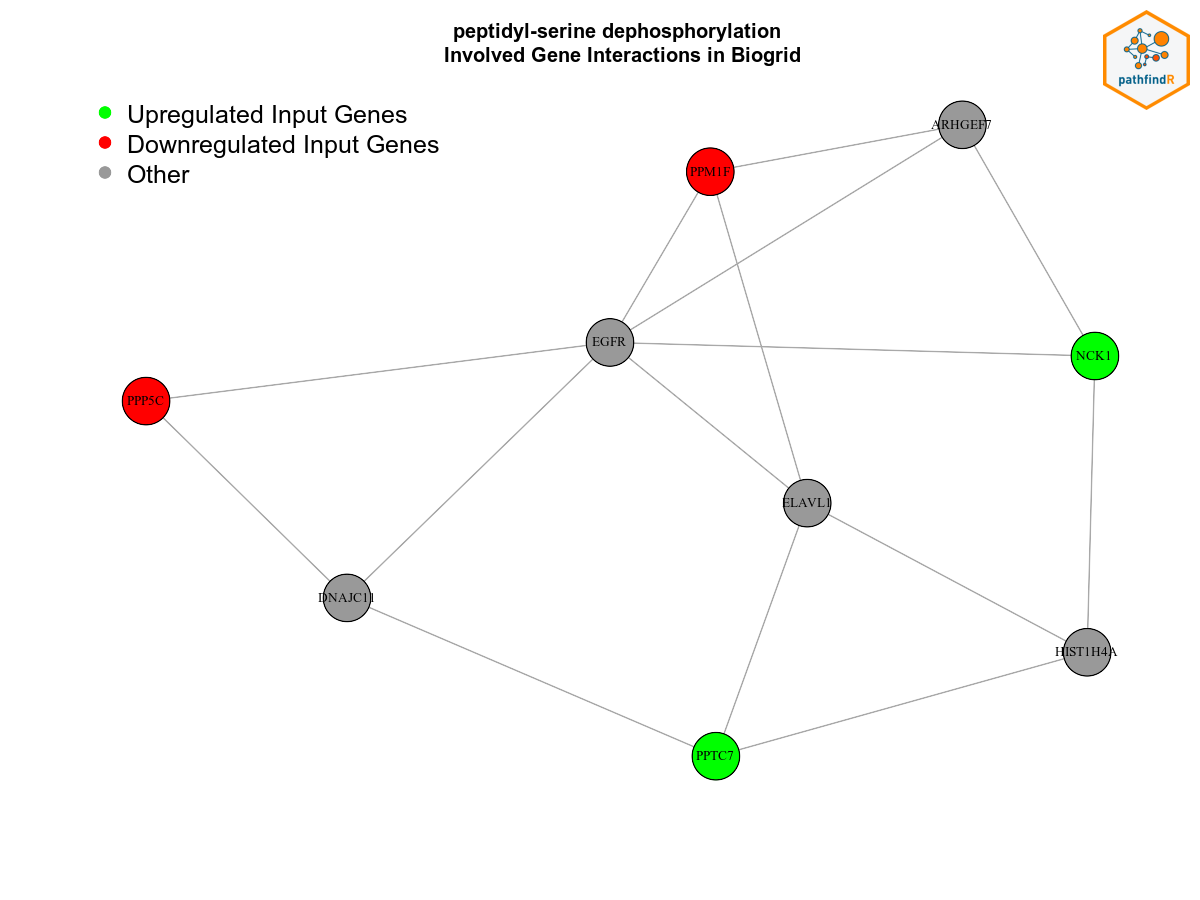 peptidyl-serine dephosphorylation
Involved Gene Interactions in Biogrid
pathfindR
Upregulated Input Genes
Downregulated Input Genes
Other
ARHGEF7
PPM1F
EGFR
NCK1
PPP5C
ELAVL1
DNAJC11
HIST1H4A
PPTC7